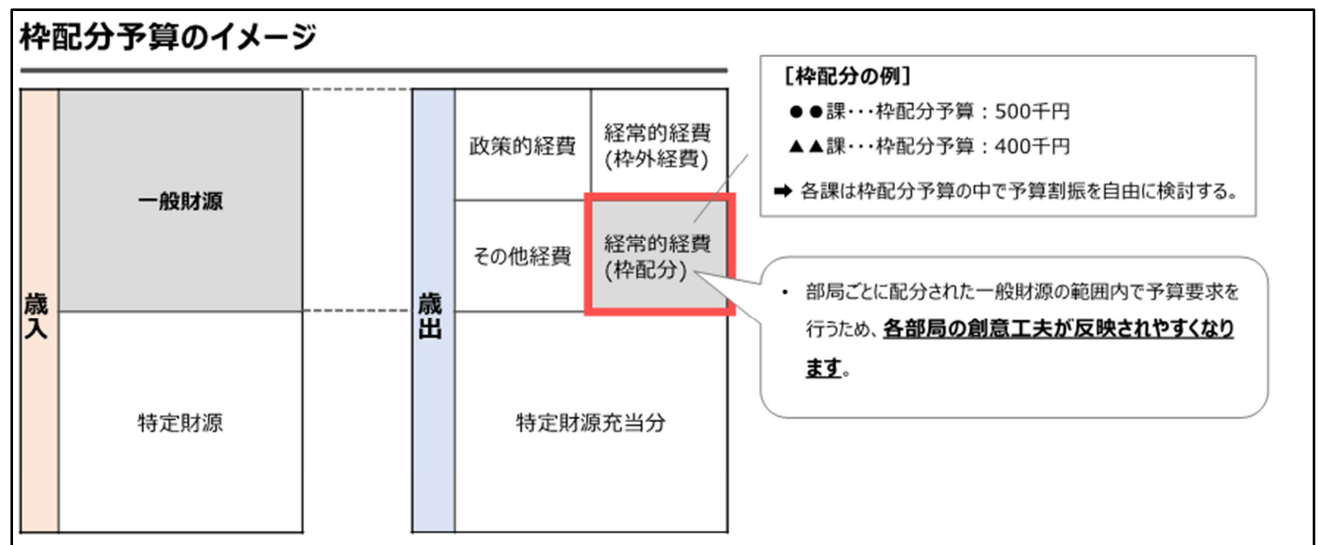 枠配分予算のイメージ
歳入
一般財源
特定財源
歳出
政策的経費
経常的経費
(枠外経費)
その他経費
経常的経費
(枠配分)
特定財源充当分
［枠配分の例］
●●課･･･枠配分予算：500千円
▲▲課･･･枠配分予算：400千円
➡ 各課は枠配分予算の中で予算割振を自由に検討する。
・ 部局ごとに配分された一般財源の範囲内で予算要求を
行うため、各部局の創意工夫が反映されやすくなり
ます。